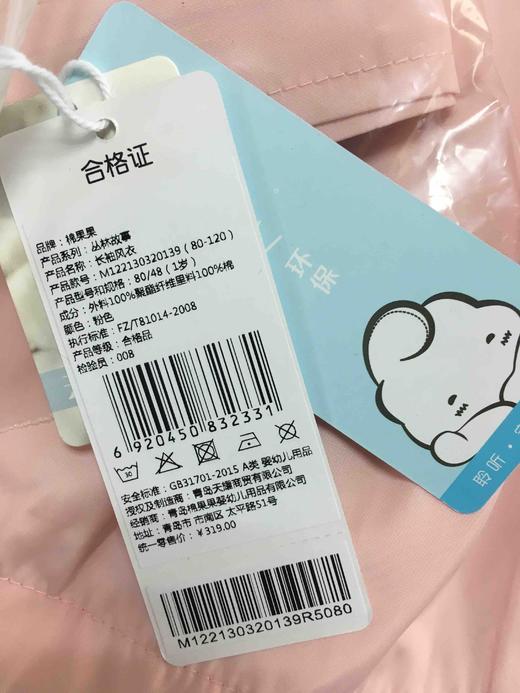 合格证
品牌：棉果果
产品系列：丛林故事
产品名称：长袖风衣
产品款号：M122130320139（80-120）
产品型号和规格：80/48（1岁）
成分：外料100%聚酯纤维里料100%棉
颜色：粉色
执行标准：FZ/T81014-2008
产品等级：合格品
检验员：008
6 920450 832331
安全标准：GB31701-2015 A类 婴幼儿用品
授权及制造商：青岛天猫商贸有限公司
经销商：青岛棉果果婴幼儿用品有限公司
地址：青岛市 市南区 太平路51号
统一零售价：¥319.00
M122130320139R5080
环保
聆听·